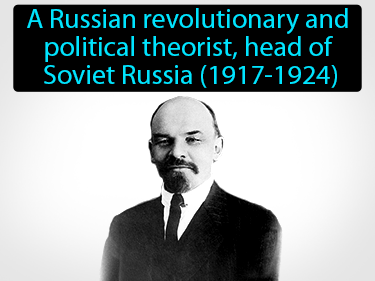 A Russian revolutionary and
political theorist, head of
Soviet Russia (1917-1924)